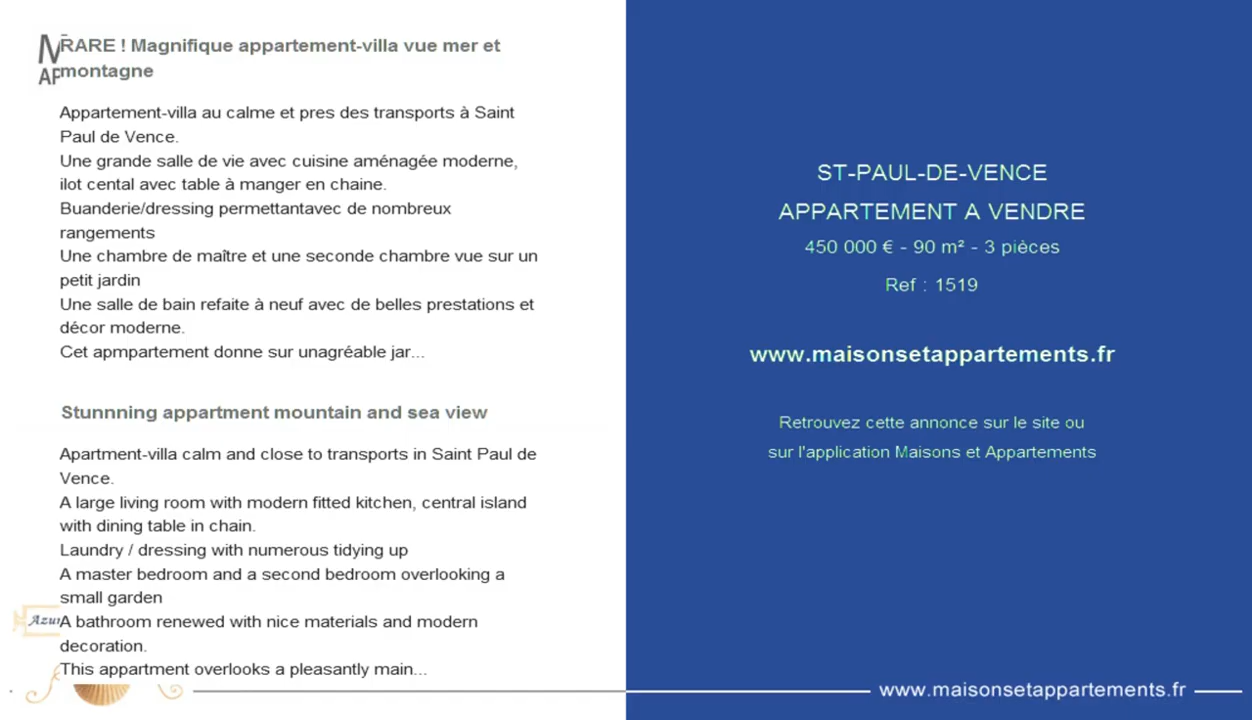 RARE ! Magnifique appartement-villa vue mer et
montagne
Appartement-villa au calme et pres des transports à Saint
Paul de Vence.
Une grande salle de vie avec cuisine aménagée moderne,
ilot cental avec table à manger en chaine.
Buanderie/dressing permettantavec de nombreux
rangements
Une chambre de maître et une seconde chambre vue sur un
petit jardin
Une salle de bain refaite à neuf avec de belles prestations et
décor moderne.
Cet apmpartement donne sur unagréable jar...
Stunnning appartment mountain and sea view
Apartment-villa calm and close to transports in Saint Paul de
Vence.
A large living room with modern fitted kitchen, central island
with dining table in chain.
Laundry / dressing with numerous tidying up
A master bedroom and a second bedroom overlooking a
small garden
A bathroom renewed with nice materials and modern
decoration.
This appartment overlooks a pleasantly main...
ST-PAUL-DE-VENCE
APPARTEMENT A VENDRE
450 000 € - 90 m² - 3 pièces
Ref : 1519
www.maisonsetappartements.fr
Retrouvez cette annonce sur le site ou
sur l'application Maisons et Appartements
www.maisonsetappartements.fr